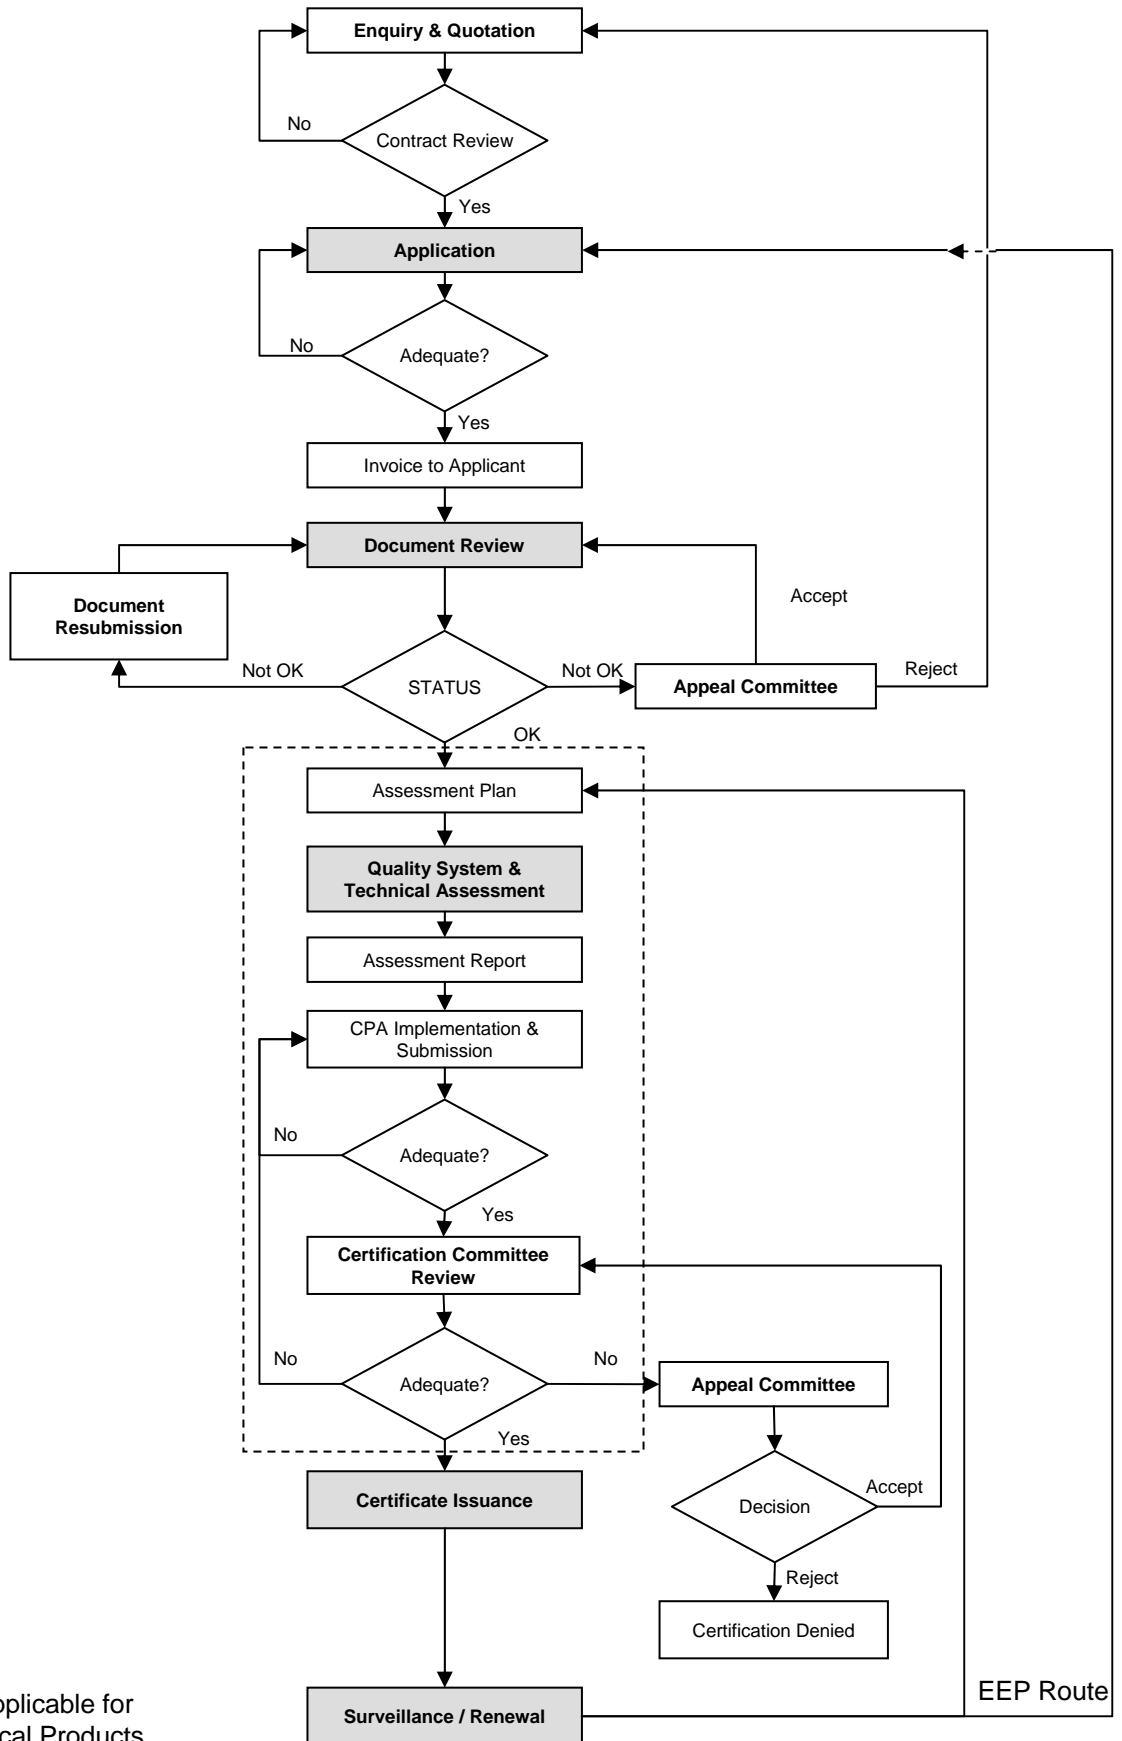 Enquiry & Quotation
No
Contract Review
Yes
Application
No
Adequate?
Yes
Invoice to Applicant
Document Review
Document
Resubmission
Accept
Not OK
STATUS
Not OK
Appeal Committee
Reject
OK
Assessment Plan
Quality System &
Technical Assessment
Assessment Report
CPA Implementation &
Submission
No
Adequate?
Yes
Certification Committee
Review
No
Adequate?
No
Appeal Committee
Yes
Certificate Issuance
Decision
Accept
Reject
Certification Denied
EEP Route
Surveillance / Renewal
for
Products